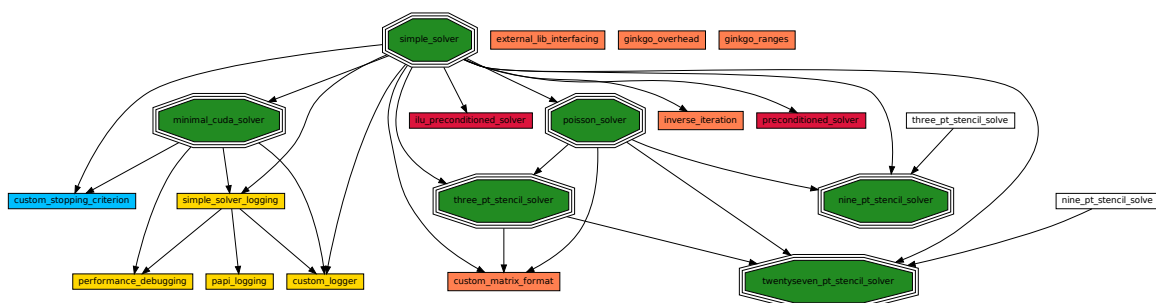 simple_solver
external_lib_interfacing
ginkgo_overhead
ginkgo_ranges
minimal_cuda_solver
ilu_preconditioned_solver
poisson_solver
inverse_iteration
preconditioned_solver
three_pt_stencil_solve
custom_stopping_criterion
simple_solver_logging
three_pt_stencil_solver
nine_pt_stencil_solver
nine_pt_stencil_solve
performance_debugging
papi_logging
custom_logger
custom_matrix_format
twentyseven_pt_stencil_solver